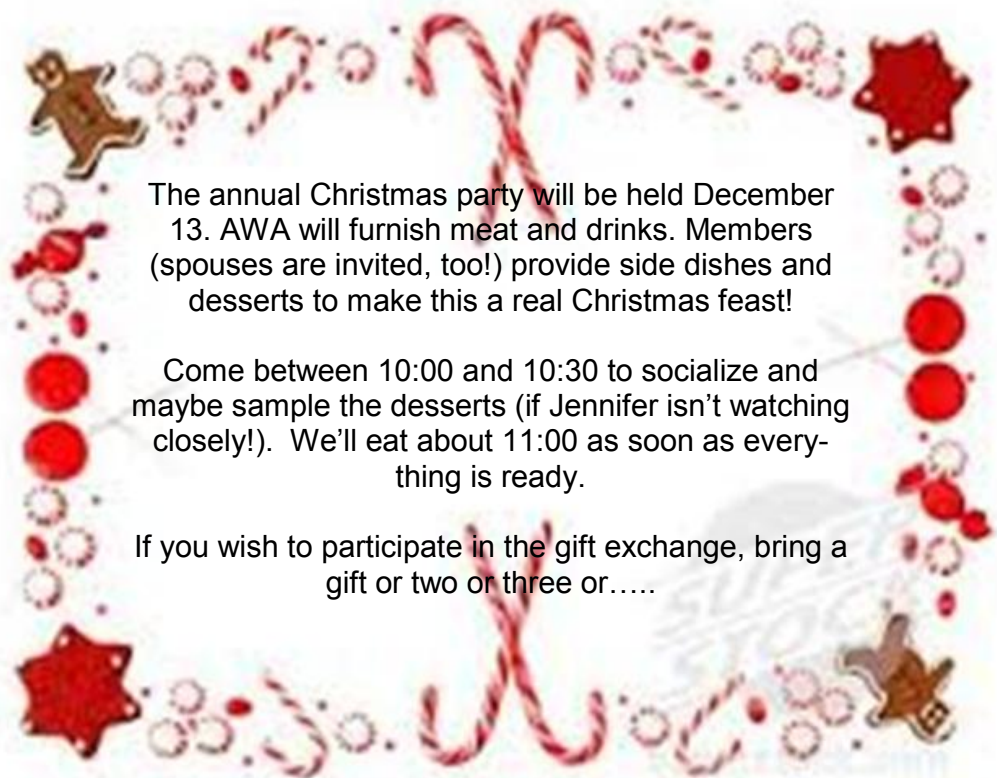 The annual Christmas party will be held December
13. AWA will furnish meat and drinks. Members
(spouses are invited, too!) provide side dishes and
desserts to make this a real Christmas feast!
Come between 10:00 and 10:30 to socialize and
maybe sample the desserts (if Jennifer isn’t watching
closely!).  We’ll eat about 11:00 as soon as every-
thing is ready.
If you wish to participate in the gift exchange, bring a
gift or two or three or…..
SUPER
STOCK